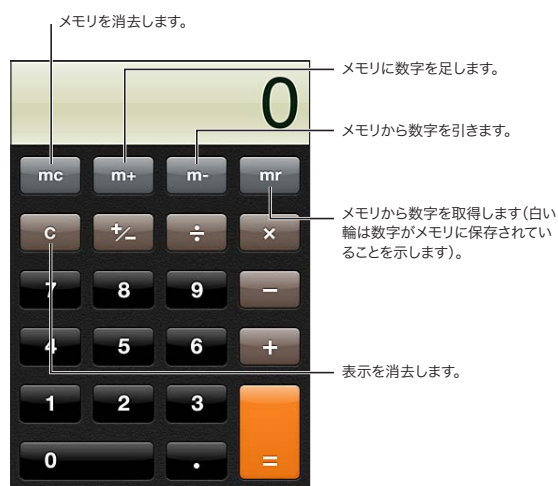 メモリを消去します。
メモリに数字を足します。
0
メモリから数字を引きます。
mc m+ m- mr
メモリから数字を取得します（白い
輪は数字がメモリに保存されてい
ることを示します）。
C +/− ÷ ×
7 8 9 −
4 5 6 +
表示を消去します。
1 2 3
0 . =